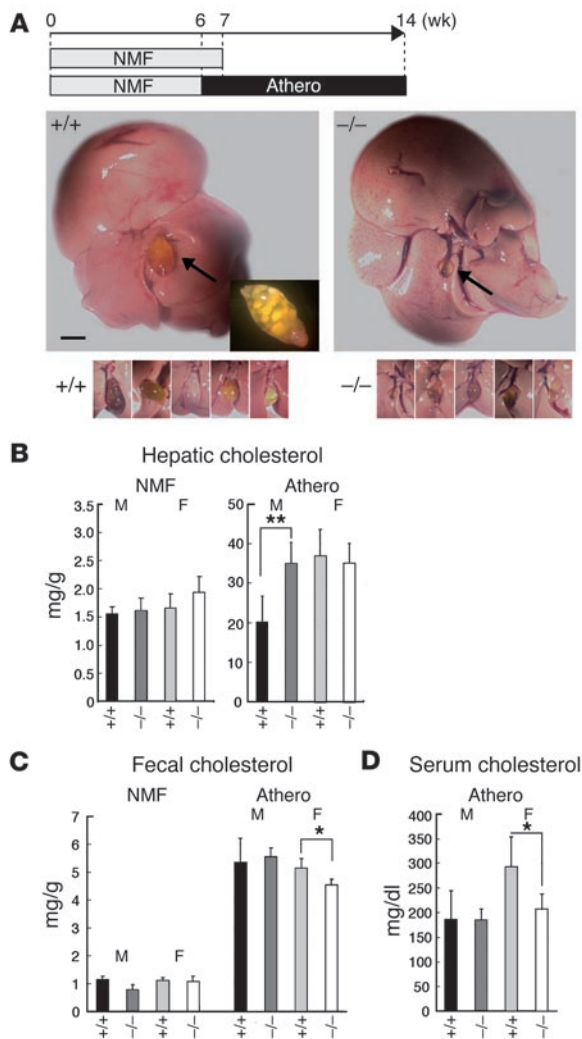 A
0 6 7 14 (wk)
NMF
NMF Athero
+/+ –/–
+/+ –/–
B
Hepatic cholesterol
NMF Athero
M F M F
mg/g
3.5
3.0
2.5
2.0
1.5
1.0
0.5
0
50
40
30
20
10
0
**
+/+ –/– +/+ –/– +/+ –/– +/+ –/–
C
Fecal cholesterol
NMF Athero
M F M F
mg/g
7
6
5
4
3
2
1
0
*
+/+ –/– +/+ –/– +/+ –/– +/+ –/–
D
Serum cholesterol
Athero
M F
mg/dl
400
350
300
250
200
150
100
50
0
*
+/+ –/– +/+ –/–